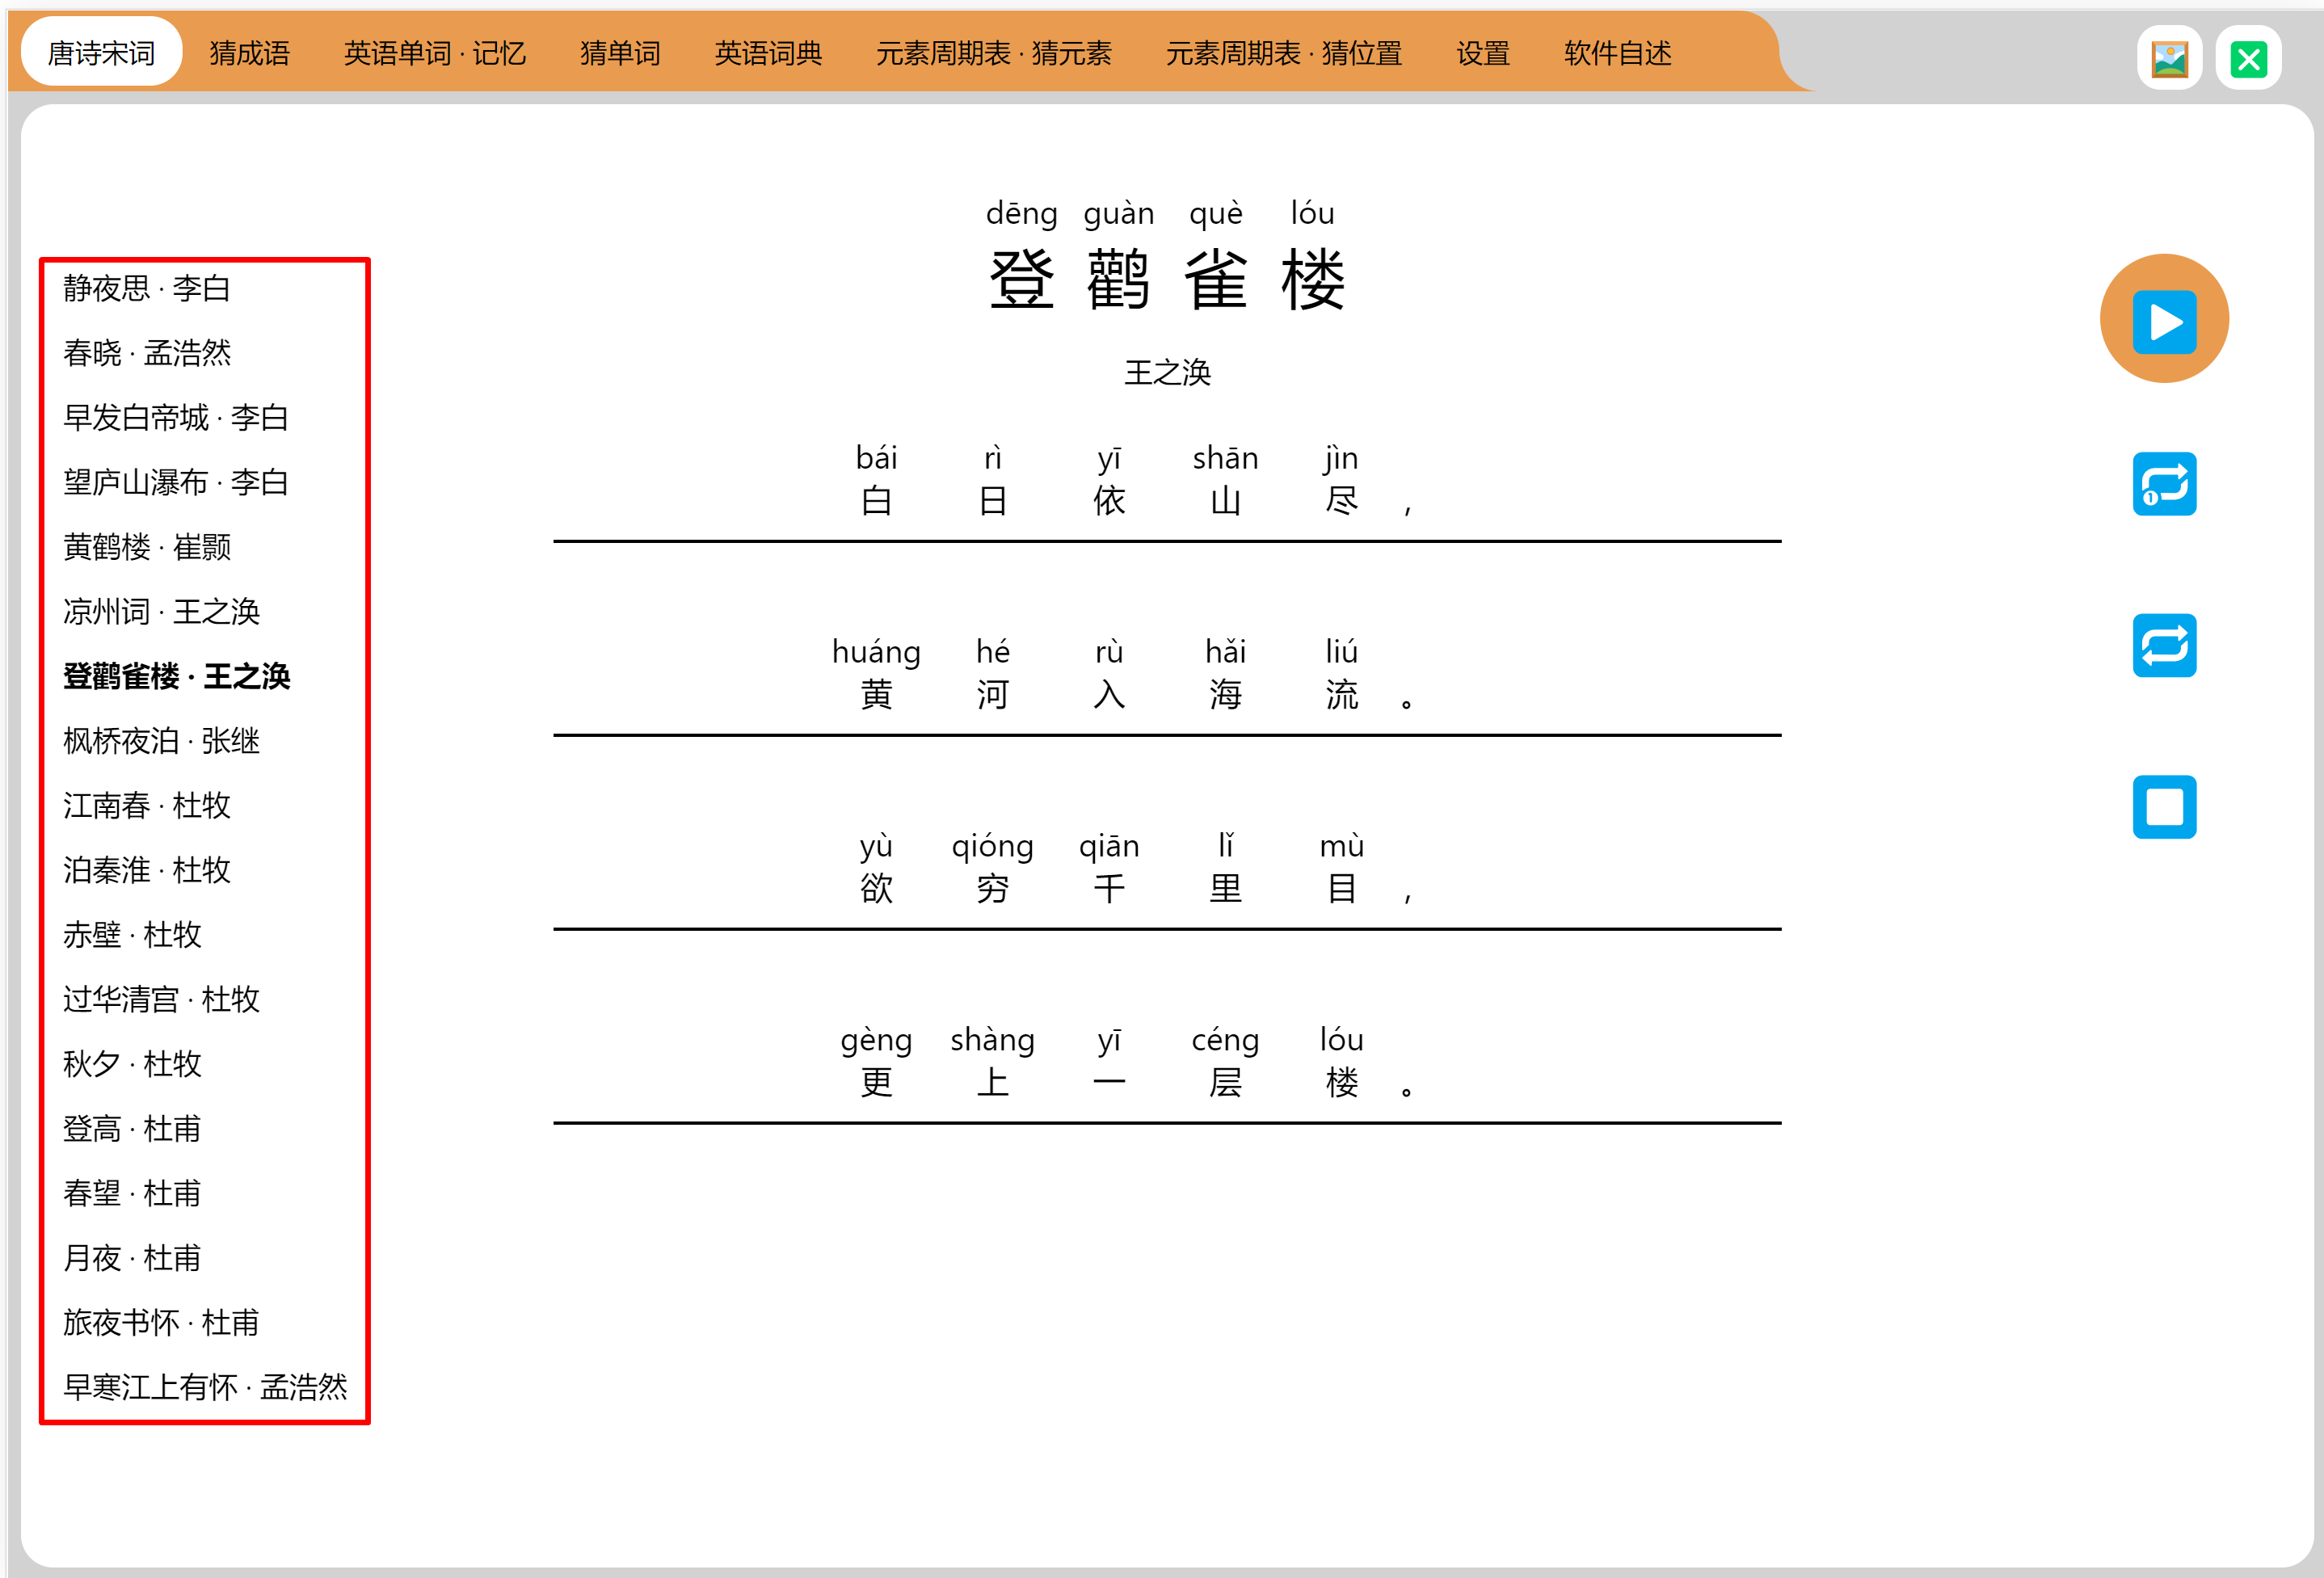 唐诗宋词 猜成语 英语单词 · 记忆 猜单词 英语词典 元素周期表 · 猜元素 元素周期表 · 猜位置 设置 软件自述
静夜思 · 李白
春晓 · 孟浩然
早发白帝城 · 李白
望庐山瀑布 · 李白
黄鹤楼 · 崔颢
凉州词 · 王之涣
登鹳雀楼 · 王之涣
枫桥夜泊 · 张继
江南春 · 杜牧
泊秦淮 · 杜牧
赤壁 · 杜牧
过华清宫 · 杜牧
秋夕 · 杜牧
登高 · 杜甫
春望 · 杜甫
月夜 · 杜甫
旅夜书怀 · 杜甫
早寒江上有怀 · 孟浩然
dēng guàn què lóu
登鹳雀楼
王之涣
bái rì yī shān jìn
白日依山尽，
huáng hé rù hǎi liú
黄河入海流。
yù qióng qiān lǐ mù
欲穷千里目，
gèng shàng yī céng lóu
更上一层楼。